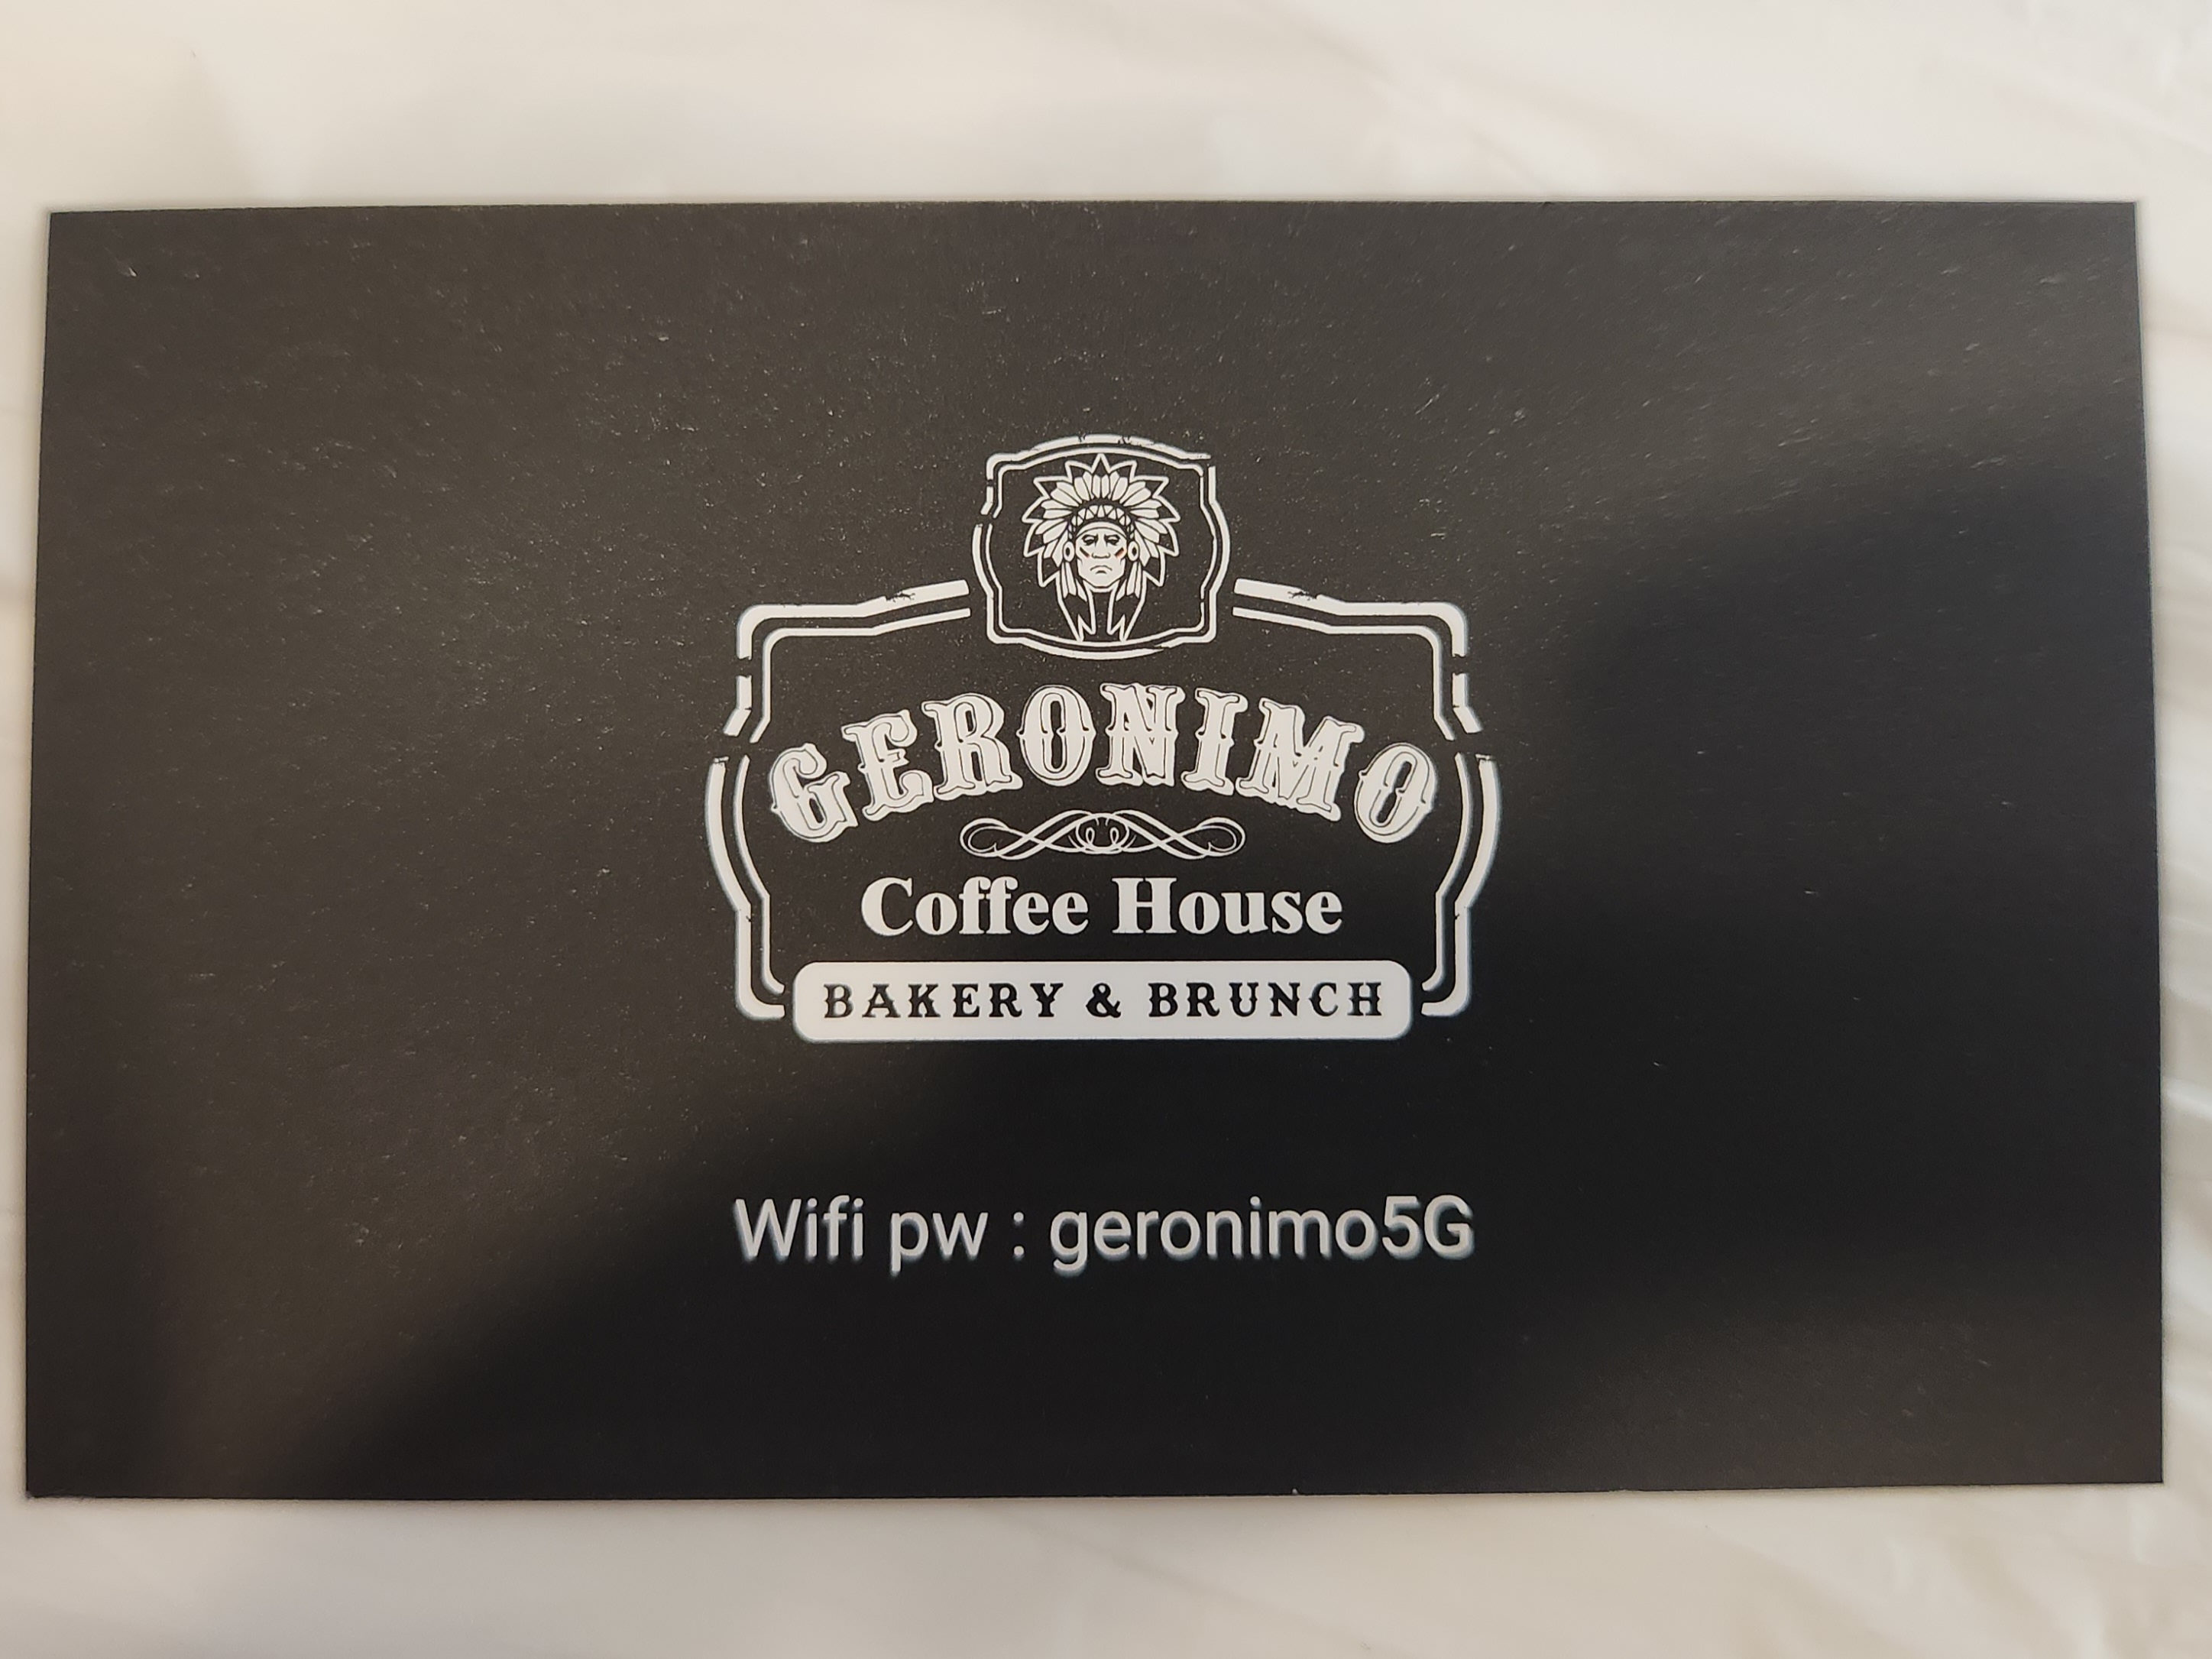 GERONIMO
Coffee House
BAKERY & BRUNCH
Wifi pw : geronimo5G